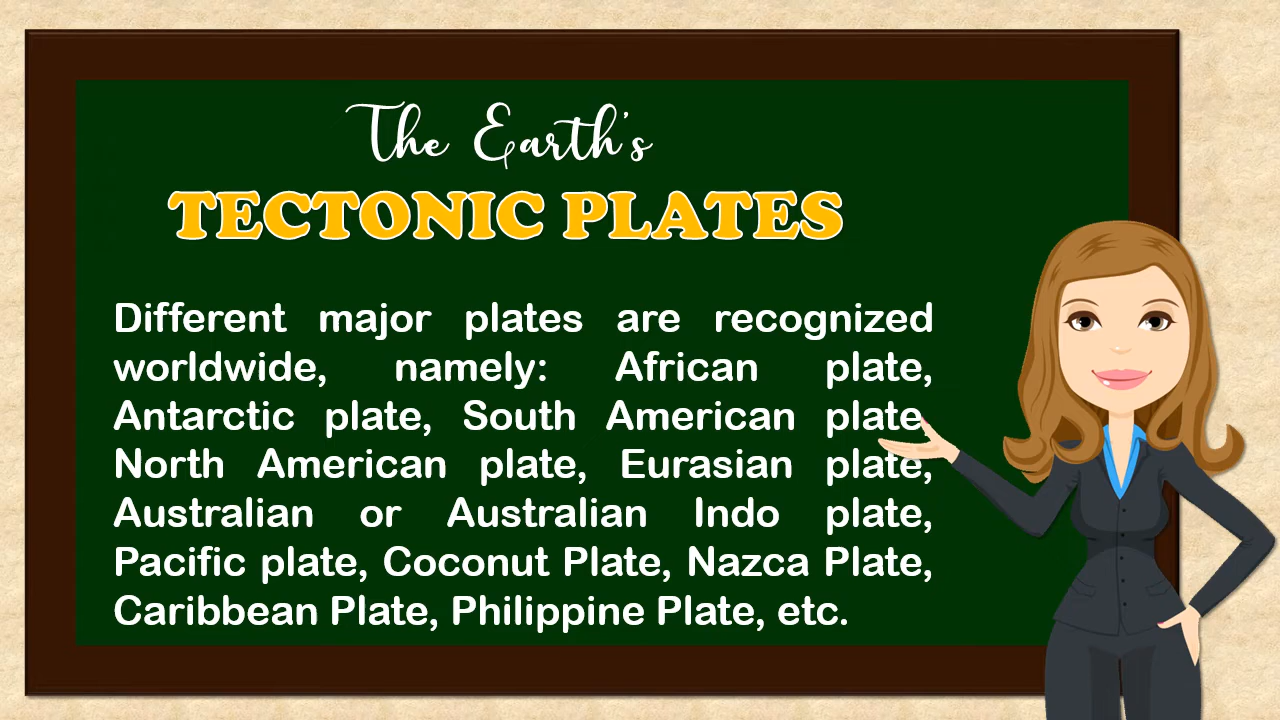 The Earth's
TECTONIC PLATES
Different major plates are recognized
worldwide, namely: African plate,
Antarctic plate, South American plate
North American plate, Eurasian plate,
Australian or Australian Indo plate,
Pacific plate, Coconut Plate, Nazca Plate,
Caribbean Plate, Philippine Plate, etc.